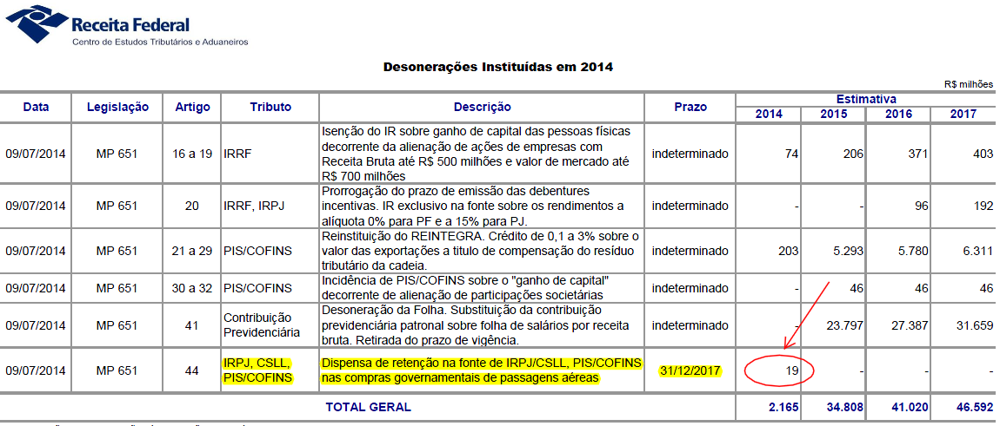 Receita Federal
Centro de Estudos Tributários e Aduaneiros
Desonerações Instituídas em 2014
R$ milhões
Data Legislação Artigo Tributo Descrição Prazo Estimativa
2014 2015 2016 2017
09/07/2014 MP 651 16 a 19 IRRF Isenção do IR sobre ganho de capital das pessoas físicas
decorrente da alienação de ações de empresas com
Receita Bruta até R$ 500 milhões e valor de mercado até
R$ 700 milhões indeterminado 74 206 371 403
09/07/2014 MP 651 20 IRRF, IRPJ Prorrogação do prazo de emissão das debentures
incentivas. IR exclusivo na fonte sobre os rendimentos a
alíquota 0% para PF e a 15% para PJ. indeterminado - - 96 192
09/07/2014 MP 651 21 a 29 PIS/COFINS Reinstituição do REINTEGRA. Crédito de 0,1 a 3% sobre o
valor das exportações a titulo de compensação do resíduo
tributário da cadeia. indeterminado 203 5.293 5.780 6.311
09/07/2014 MP 651 30 a 32 PIS/COFINS Incidência de PIS/COFINS sobre o "ganho de capital"
decorrente de alienação de participações societárias indeterminado - 46 46 46
09/07/2014 MP 651 41 Contribuição
Previdenciária Desoneração da Folha. Substituição da contribuição
previdenciária patronal sobre folha de salários por receita
bruta. Retirada do prazo de vigência. indeterminado - 23.797 27.387 31.659
09/07/2014 MP 651 44 IRPJ, CSLL,
PIS/COFINS Dispensa de retenção na fonte de IRPJ/CSLL, PIS/COFINS
nas compras governamentais de passagens aéreas 31/12/2017 19 - - -
TOTAL GERAL 2.165 34.808 41.020 46.592